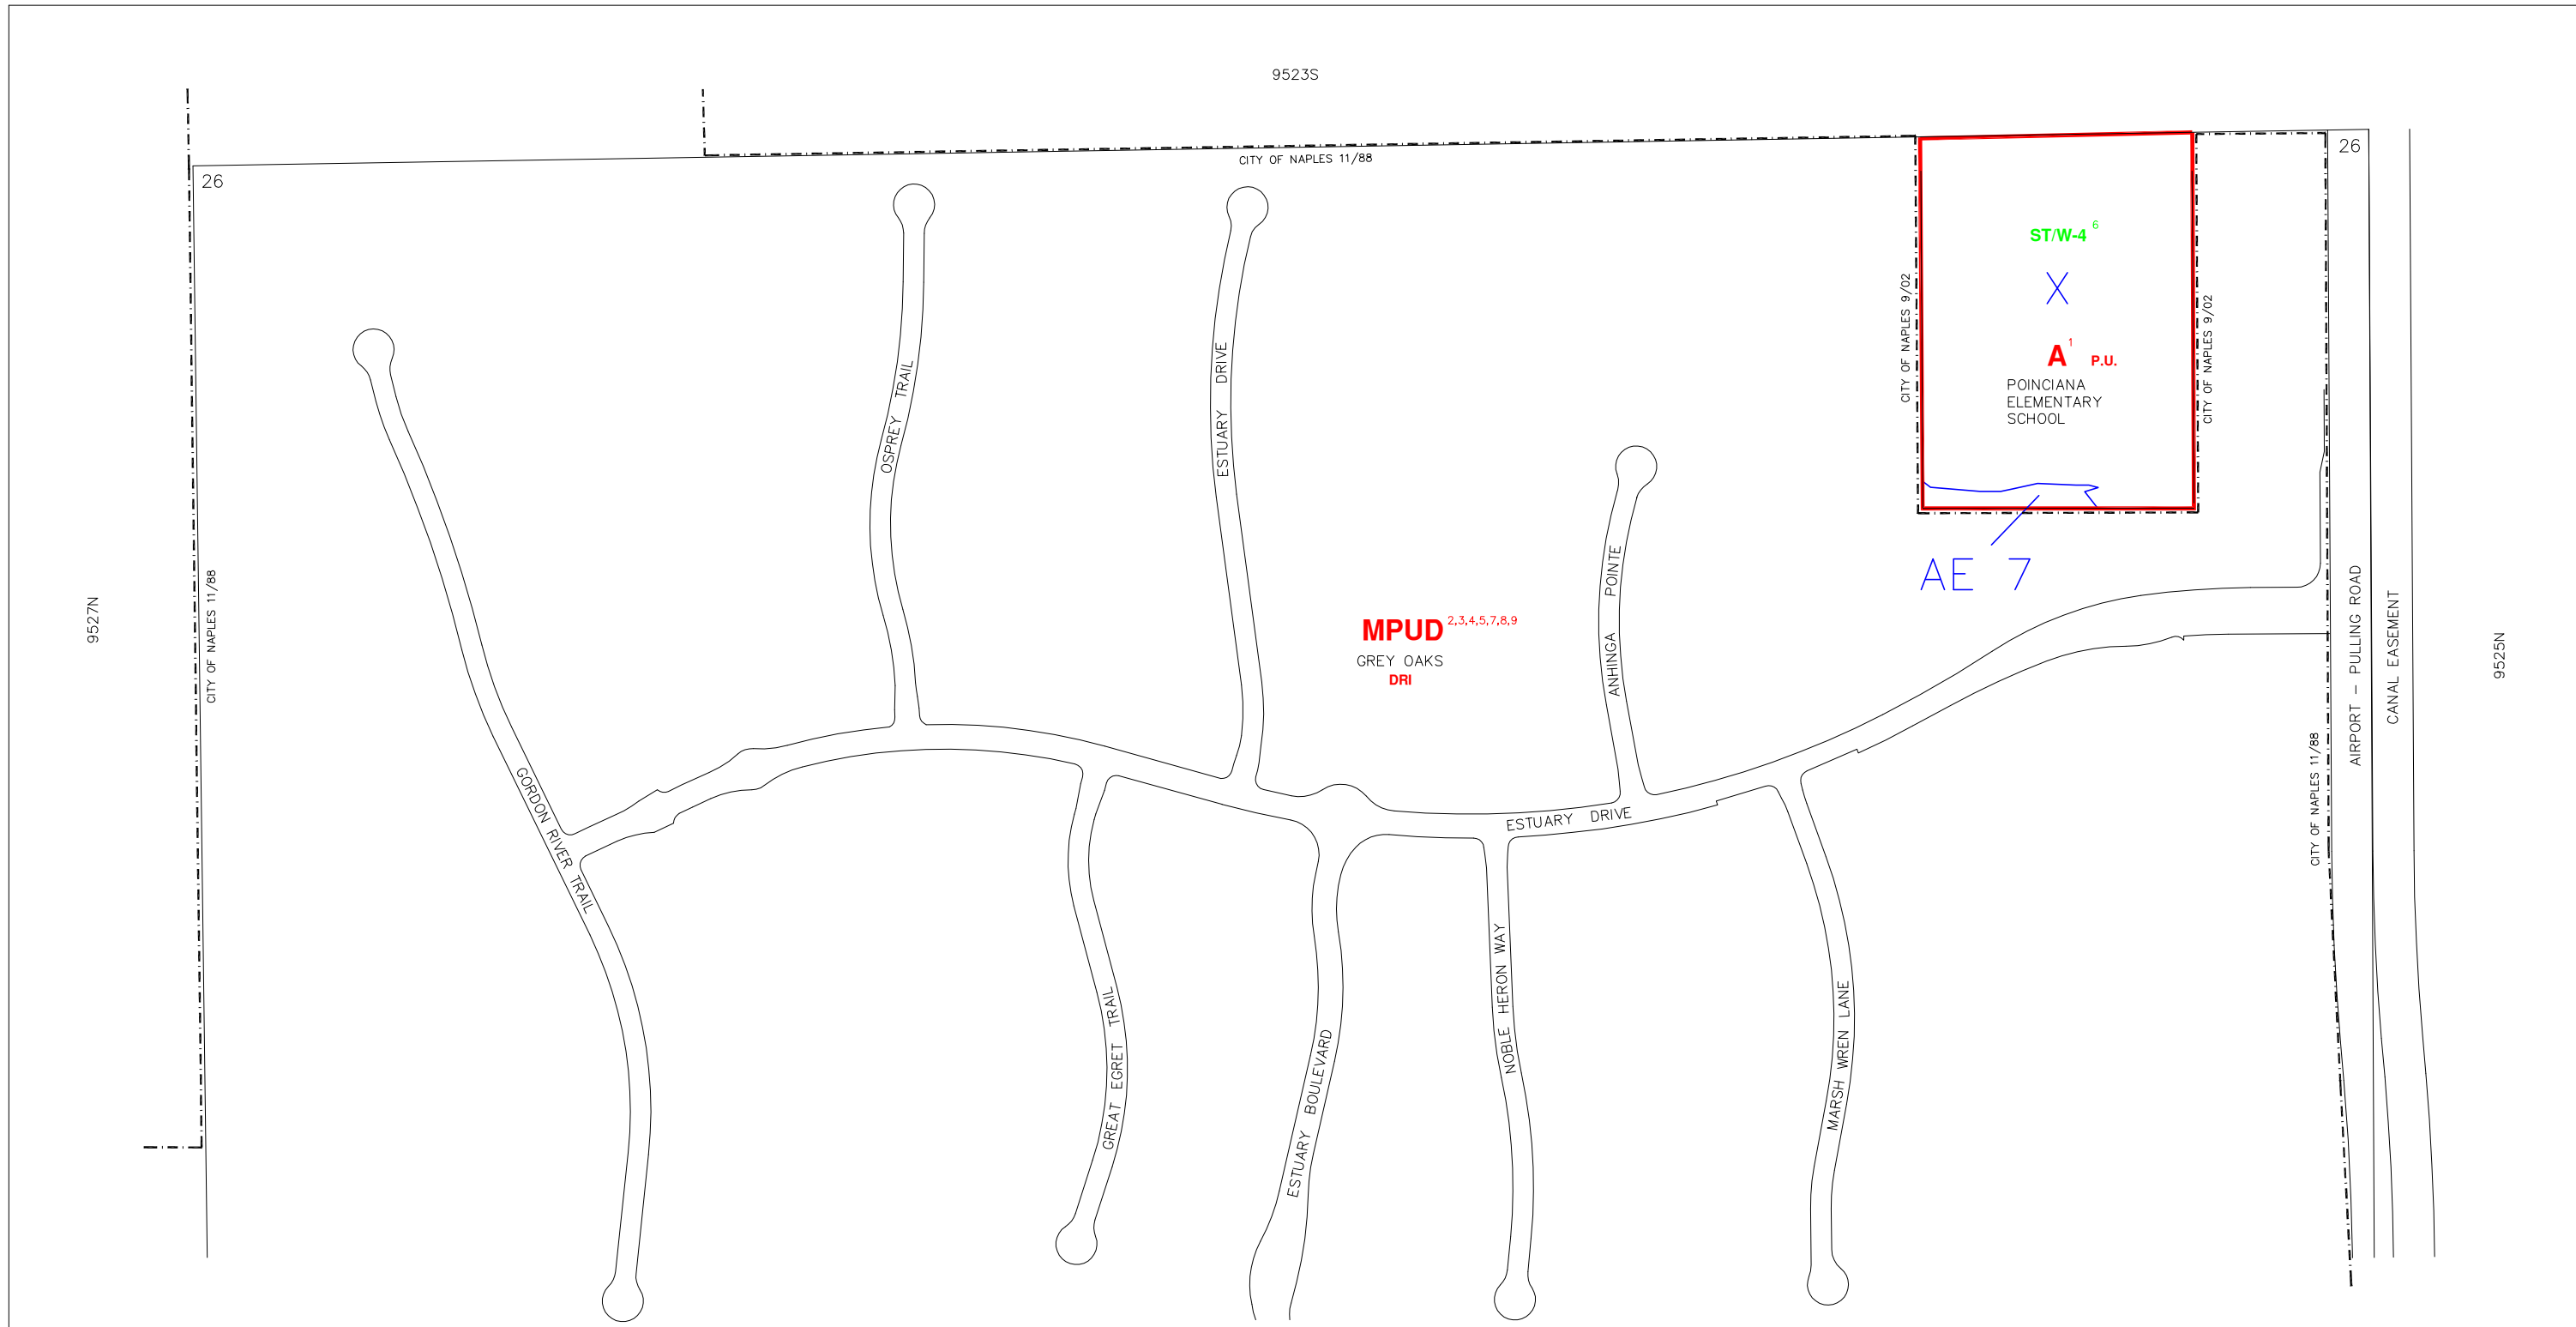 9523S
CITY OF NAPLES 11/88
26
26
ST/W-4 6
X
CITY OF NAPLES 9/02
CITY OF NAPLES 9/02
A 1 P.U.
POINCIANA
ELEMENTARY
SCHOOL
OSPREY TRAIL
ESTUARY DRIVE
AE 7
ANHINGA POINTE
9527N
CITY OF NAPLES 11/88
MPUD 2,3,4,5,7,8,9
GREY OAKS
DRI
AIRPORT - PULLING ROAD
CANAL EASEMENT
9525N
CITY OF NAPLES 11/88
GORDON RIVER TRAIL
ESTUARY DRIVE
GREAT EGRET TRAIL
ESTUARY BOULEVARD
NOBLE HERON WAY
MARSH WREN LANE